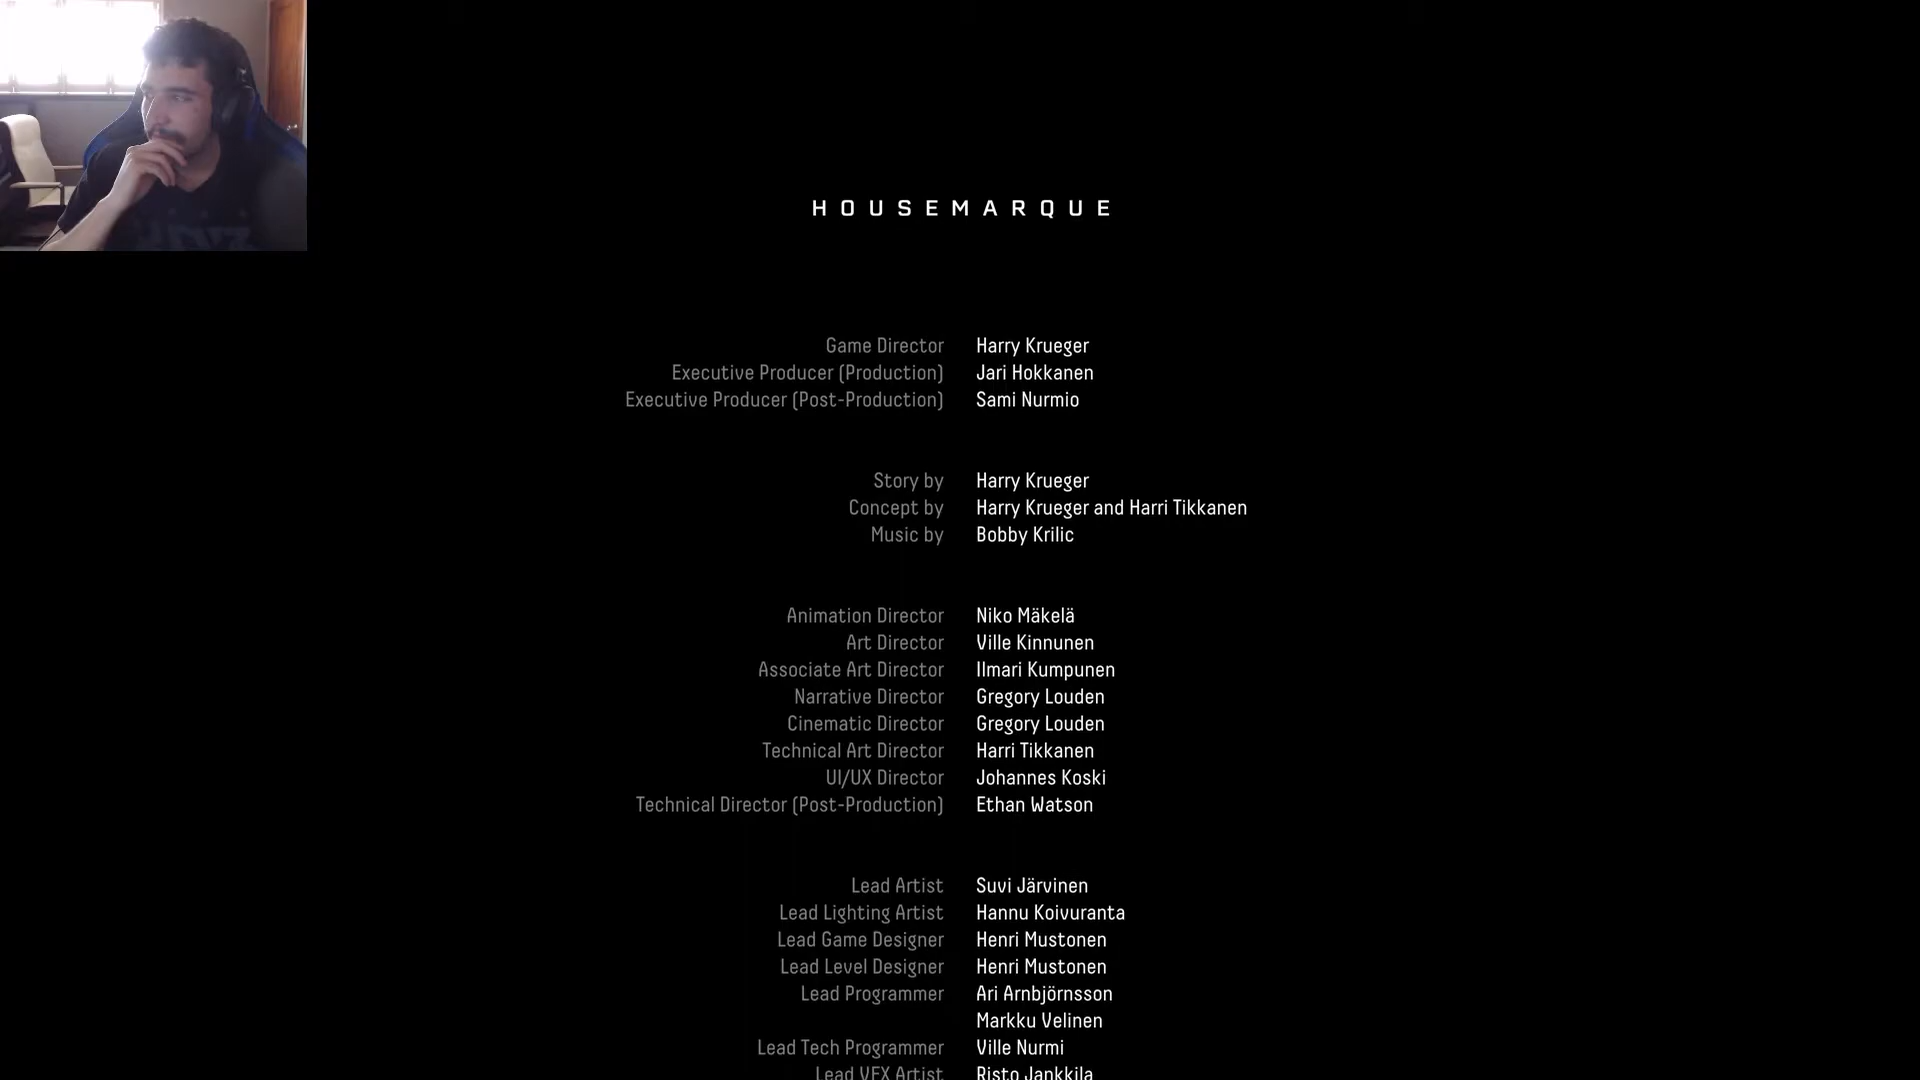 HOUSEMARQUE
Game Director Harry Krueger
Executive Producer (Production) Jari Hokkanen
Executive Producer (Post-Production) Sami Nurmio
Story by Harry Krueger
Concept by Harry Krueger and Harri Tikkanen
Music by Bobby Krilic
Animation Director Niko Mäkelä
Art Director Ville Kinnunen
Associate Art Director Ilmari Kumpunen
Narrative Director Gregory Louden
Cinematic Director Gregory Louden
Technical Art Director Harri Tikkanen
UI/UX Director Johannes Koski
Technical Director (Post-Production) Ethan Watson
Lead Artist Suvi Järvinen
Lead Lighting Artist Hannu Koivuranta
Lead Game Designer Henri Mustonen
Lead Level Designer Henri Mustonen
Lead Programmer Ari Arnbjörnsson
Markku Velinen
Lead Tech Programmer Ville Nurmi
Lead VFX Artist Risto Jankkila